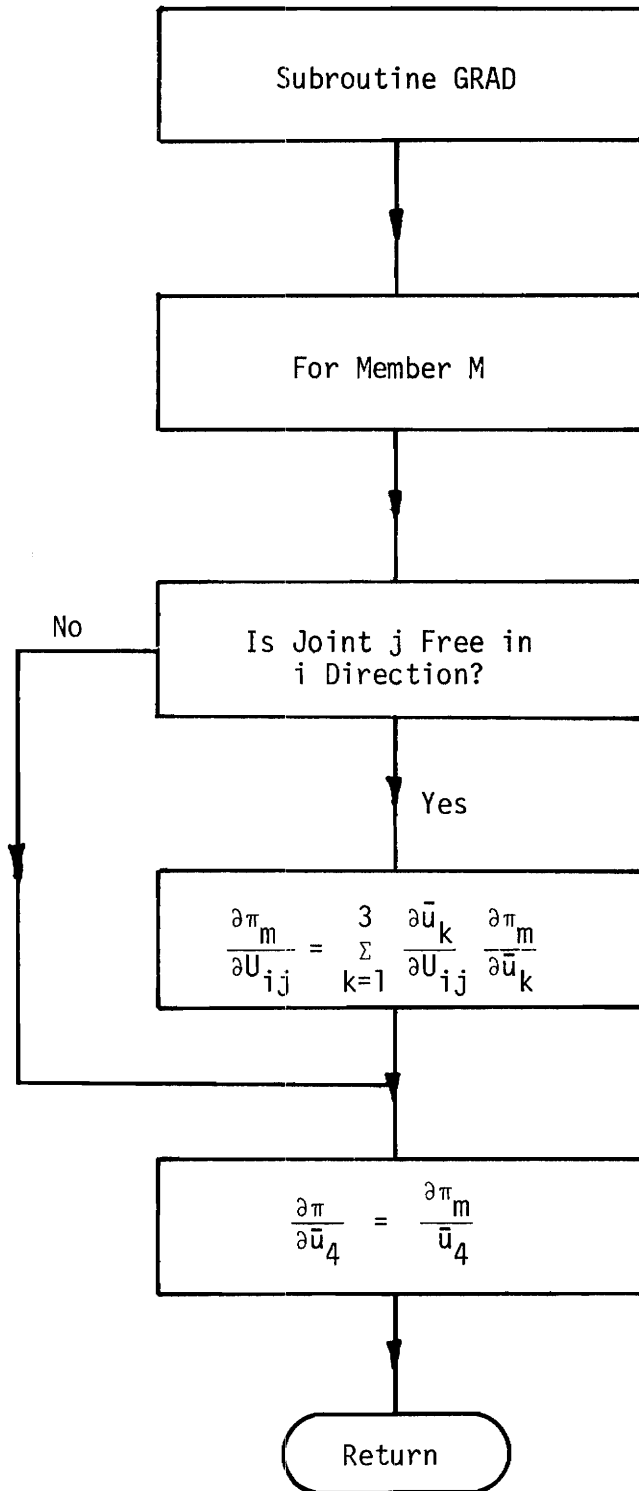 Subroutine GRAD
For Member M
No
Is Joint j Free in
i Direction?
Yes
∂π_m/∂U_ij = Σ_{k=1}^{3} ∂ū_k/∂U_ij ∂π_m/∂ū_k
∂π/∂ū_4 = ∂π_m/ū_4
Return